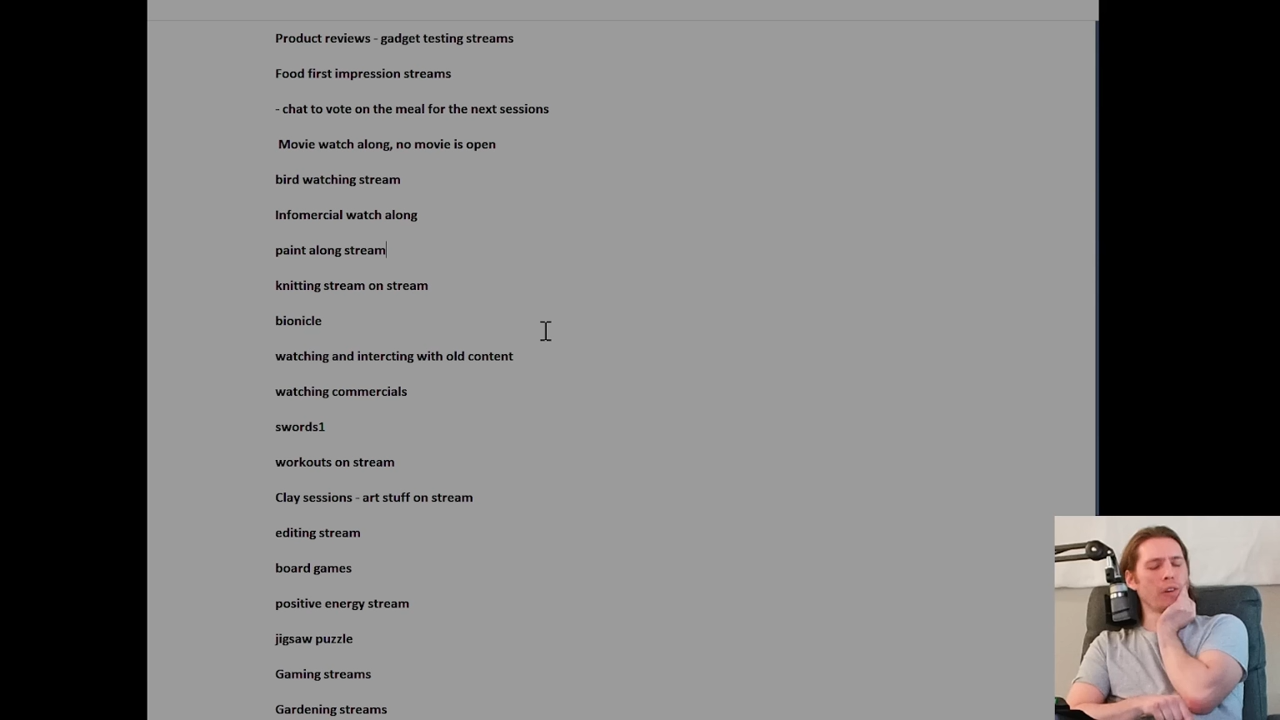 Product reviews - gadget testing streams
Food first impression streams
- chat to vote on the meal for the next sessions
Movie watch along, no movie is open
bird watching stream
Infomercial watch along
paint along stream
knitting stream on stream
bionicle
watching and intercting with old content
watching commercials
swords1
workouts on stream
Clay sessions - art stuff on stream
editing stream
board games
positive energy stream
jigsaw puzzle
Gaming streams
Gardening streams